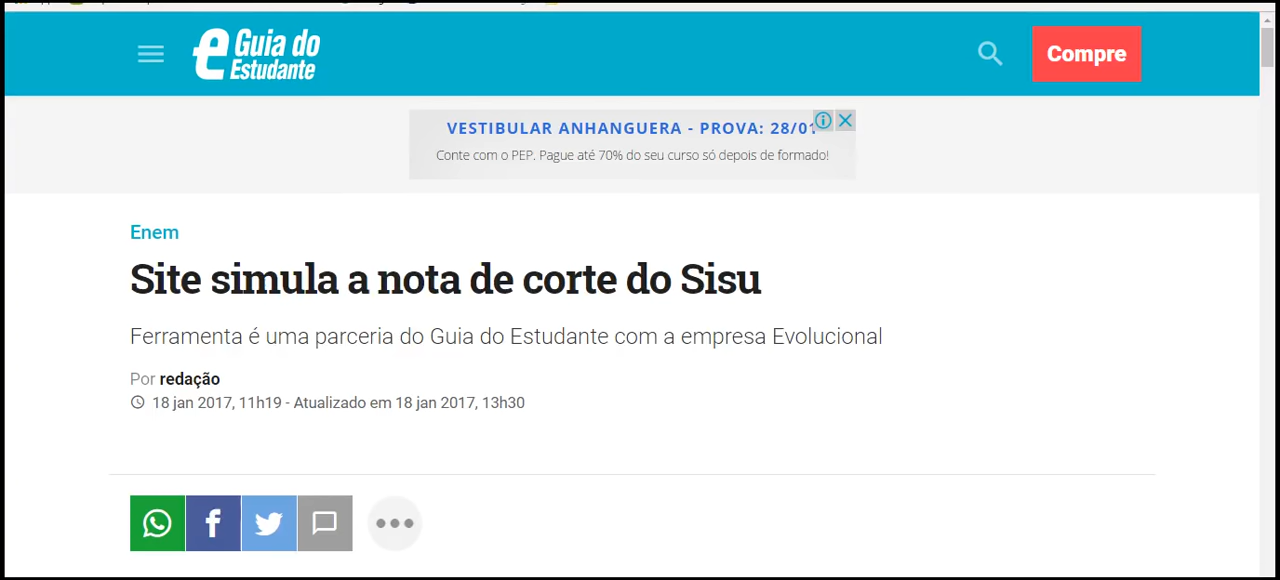 Guia do
Estudante
Compre
VESTIBULAR ANHANGUERA - PROVA: 28/01
Conte com o PEP. Pague até 70% do seu curso só depois de formado!
Enem
Site simula a nota de corte do Sisu
Ferramenta é uma parceria do Guia do Estudante com a empresa Evolucional
Por redação
18 jan 2017, 11h19 - Atualizado em 18 jan 2017, 13h30